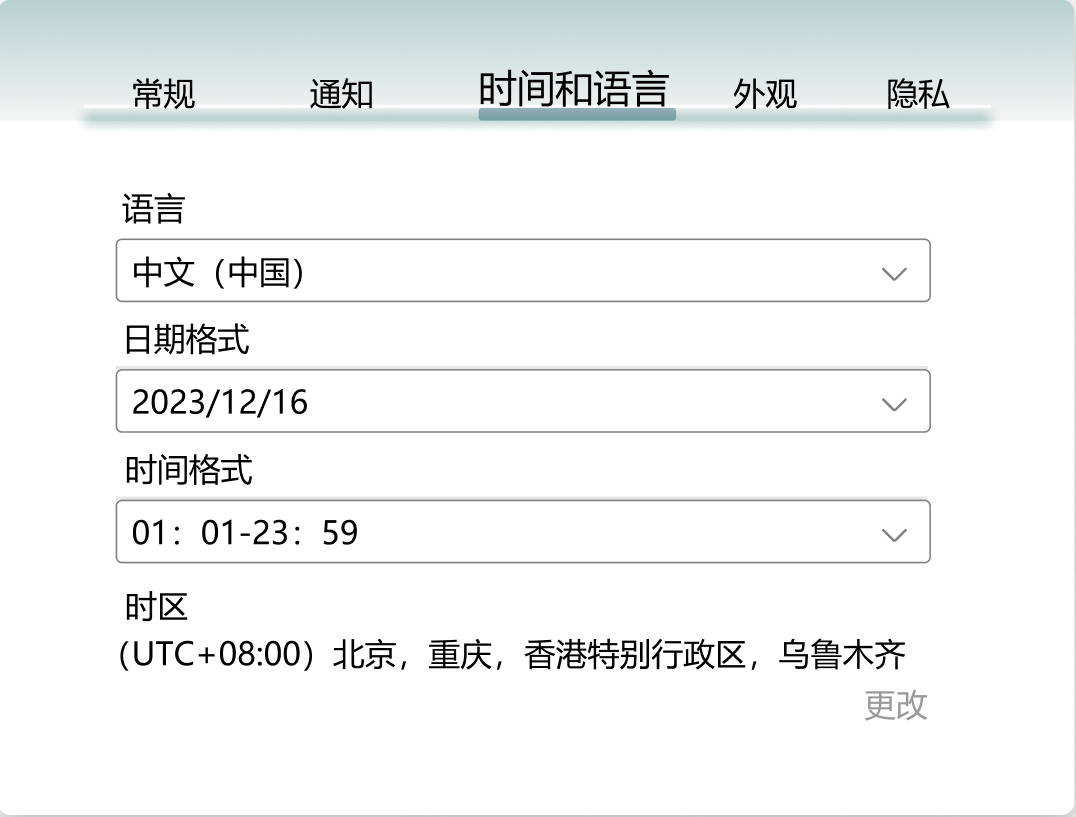 常规 通知 时间和语言 外观 隐私
语言
中文（中国）
日期格式
2023/12/16
时间格式
01：01-23：59
时区
（UTC+08:00）北京，重庆，香港特别行政区，乌鲁木齐
更改